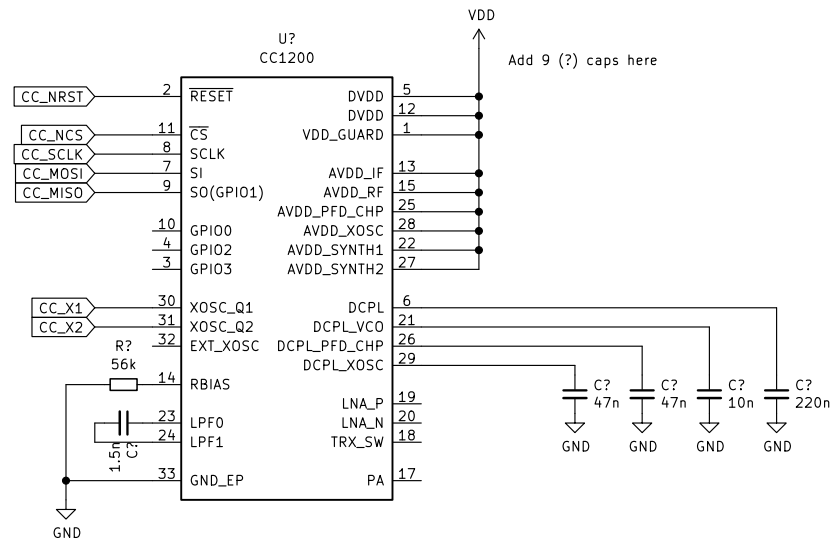 VDD
U?
CC1200
Add 9 (?) caps here
CC_NRST 2 RESET DVDD 5
DVDD 12
CC_NCS 11 CS VDD_GUARD 1
CC_SCLK 8 SCLK
CC_MOSI 7 SI AVDD_IF 13
CC_MISO 9 SO(GPIO1) AVDD_RF 15
AVDD_PFD_CHP 25
10 GPIO0 AVDD_XOSC 28
4 GPIO2 AVDD_SYNTH1 22
3 GPIO3 AVDD_SYNTH2 27
CC_X1 30 XOSC_Q1 DCPL 6
CC_X2 31 XOSC_Q2 DCPL_VCO 21
32 EXT_XOSC DCPL_PFD_CHP 26
DCPL_XOSC 29
R?
56k
14 RBIAS
C? C? C? C?
47n 47n 10n 220n
LNA_P 19
23 LPF0 LNA_N 20
24 LPF1 TRX_SW 18
1.5n
C?
GND GND GND GND
33 GND_EP PA 17
GND